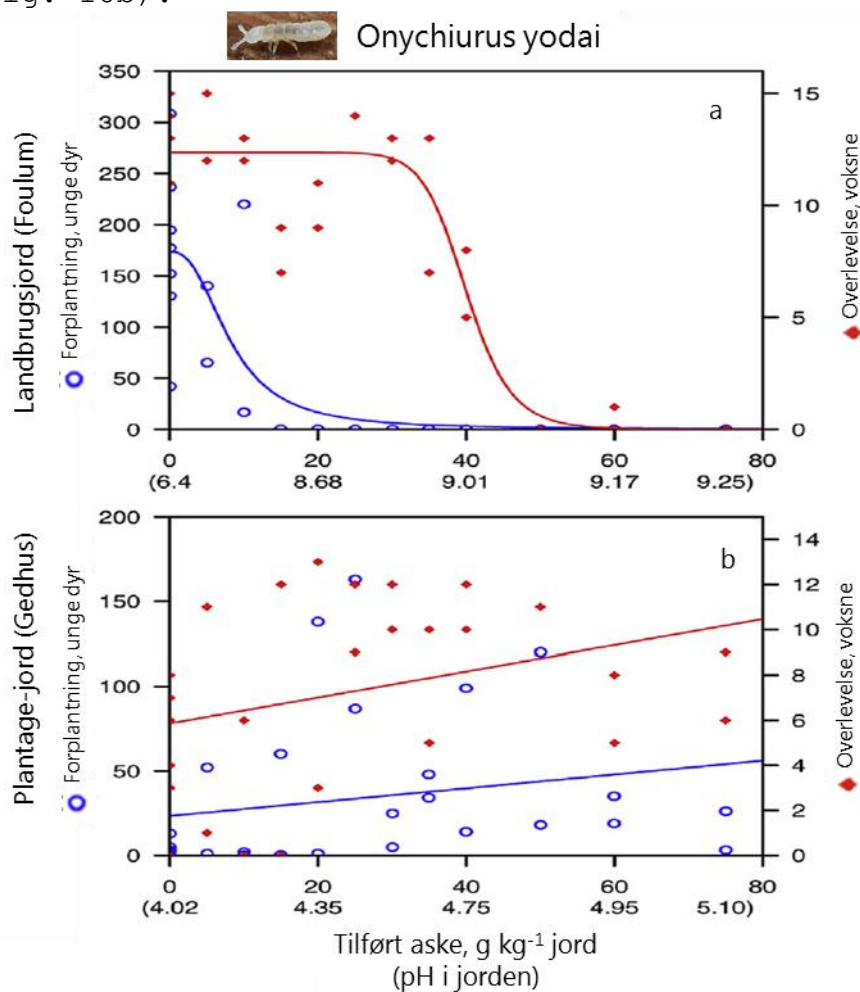 Onychiurus yodai
a
350
300
250
200
150
100
50
0
15
10
5
0
Landbrugsjord (Foulum)
Forplantning, unge dyr
Overlevelse, voksne
0 20 40 60 80
(6.4 8.68 9.01 9.17 9.25)
b
200
150
100
50
0
14
12
10
8
6
4
2
0
Plantage-jord (Gedhus)
Forplantning, unge dyr
Overlevelse, voksne
0 20 40 60 80
(4.02 4.35 4.75 4.95 5.10)
Tilført aske, g kg⁻¹ jord
(pH i jorden)